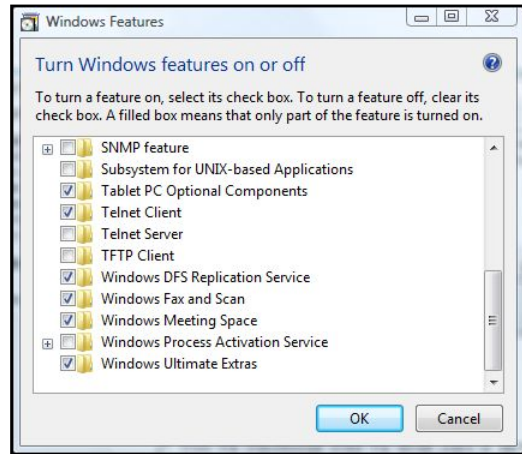 Windows Features
Turn Windows features on or off
To turn a feature on, select its check box. To turn a feature off, clear its
check box. A filled box means that only part of the feature is turned on.
SNMP feature
Subsystem for UNIX-based Applications
Tablet PC Optional Components
Telnet Client
Telnet Server
TFTP Client
Windows DFS Replication Service
Windows Fax and Scan
Windows Meeting Space
Windows Process Activation Service
Windows Ultimate Extras
OK Cancel